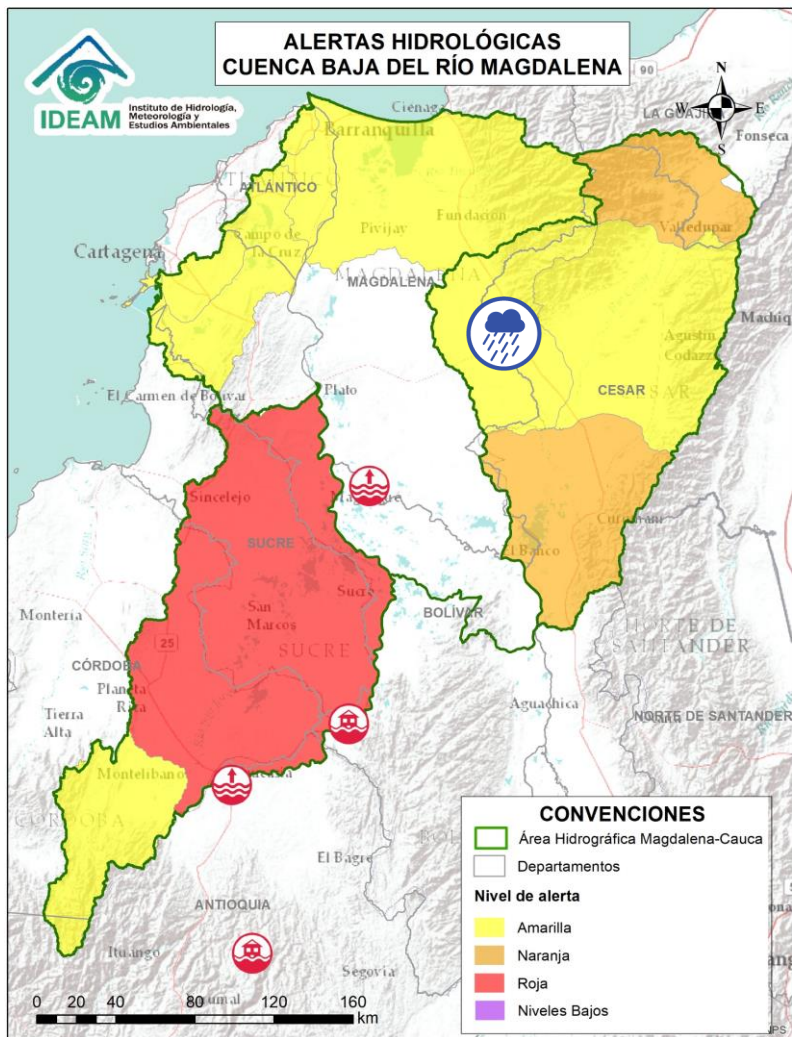 ALERTAS HIDROLÓGICAS
CUENCA BAJA DEL RÍO MAGDALENA
IDEAM Instituto de Hidrología,
Meteorología y
Estudios Ambientales
90
N
W E
S
Ciénaga
LA GUAJIRA
Fonseca
Barranquilla
ATLÁNTICO
Pivijay
Fundación
Valledupar
Cartagena
Campo de
la Cruz
MAGDALENA
MAGDALENA
Agustín
Codazzi
El Carmen de Bolívar
Plato
CESAR
Sincelejo
SUCRE
El Banco
Sucre
San
Marcos
BOLÍVAR
Montería
25
SUCRE
NORTE DE
SANTANDER
CÓRDOBA
Planeta
Rica
Aguachica
Tierra
Alta
NORTE DE SANTANDER
Montelíbano
CÓRDOBA
El Bagre
ANTIOQUIA
Ituango
Segovia
CONVENCIONES
Área Hidrográfica Magdalena-Cauca
Departamentos
Nivel de alerta
Amarilla
Naranja
Roja
Niveles Bajos
0 20 40 80 120 160
km